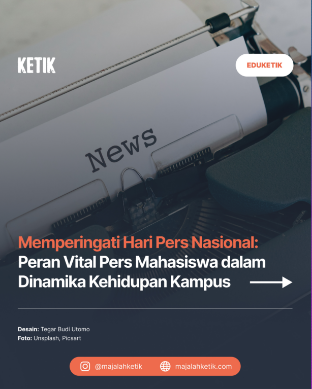 KETIK
EDUKETIK
News
Memperingati Hari Pers Nasional:
Peran Vital Pers Mahasiswa dalam
Dinamika Kehidupan Kampus
Desain: Tegar Budi Utomo
Foto: Unsplash, Picsart
@majalahketik
majalahketik.com